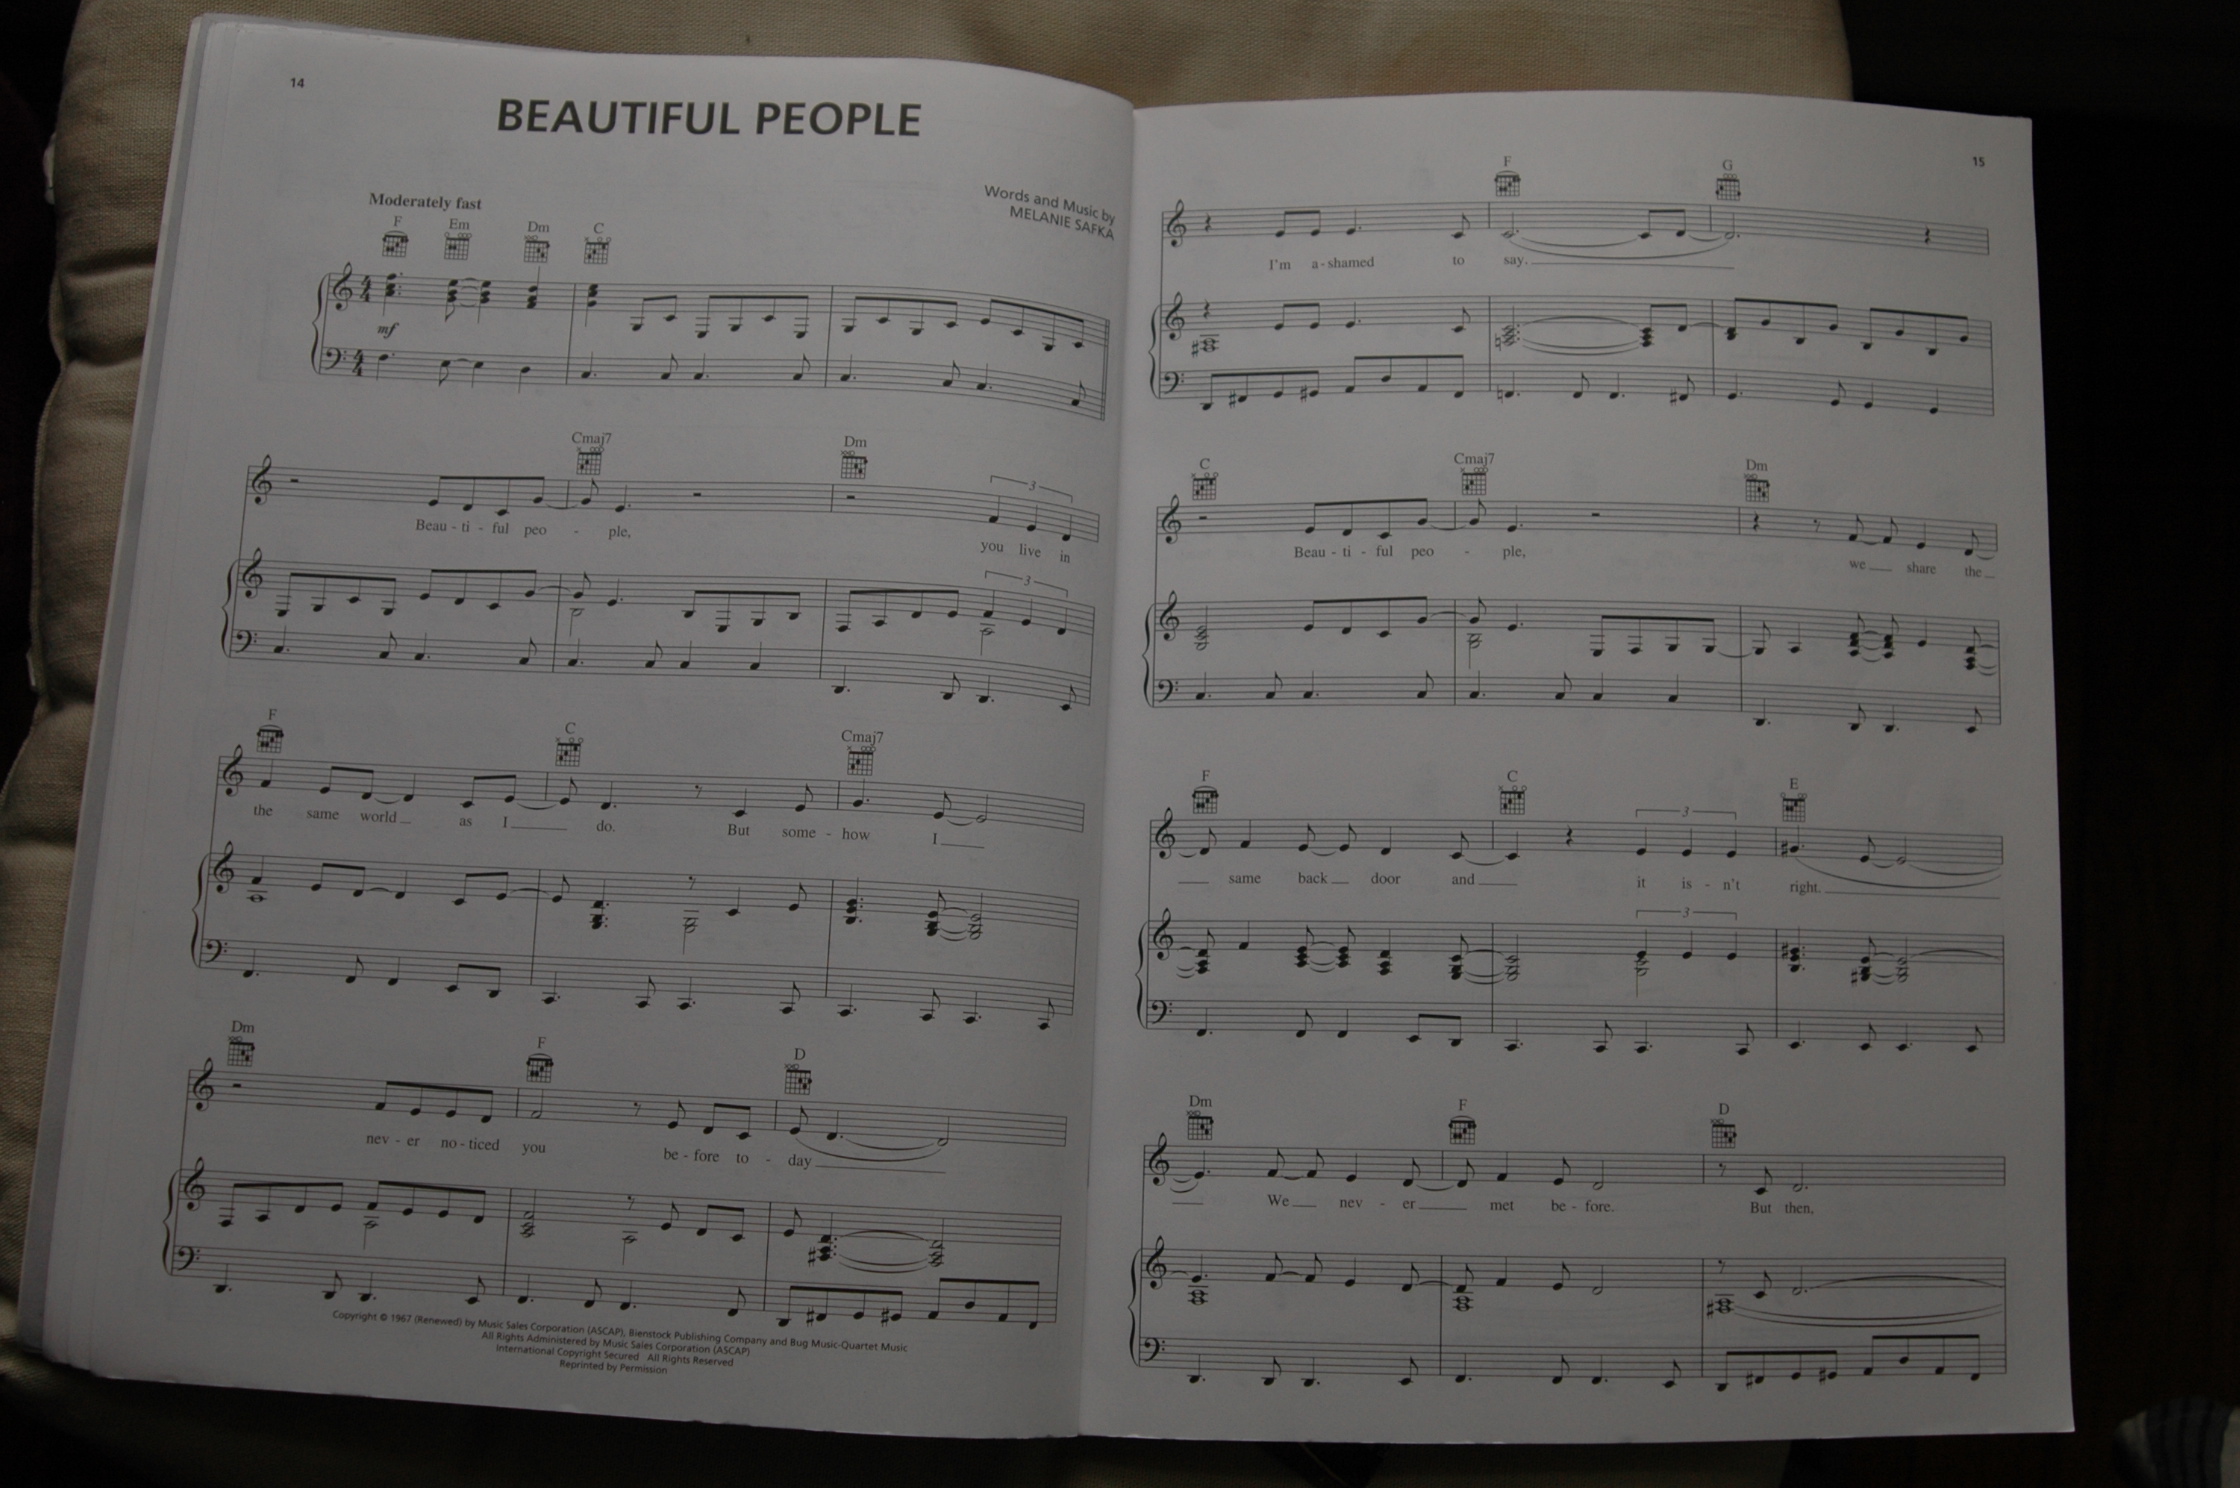 14
BEAUTIFUL PEOPLE
Words and Music by
MELANIE SAFKA
Moderately fast
F Em Dm C
mf
Cmaj7 Dm
3
Beau - ti - ful peo - ple, you live in
3
F C Cmaj7
the same world as I do. But some - how I
Dm F D
nev - er no - ticed you be - fore to - day
Copyright © 1967 (Renewed) by Music Sales Corporation (ASCAP), Bienstock Publishing Company and Bug Music-Quartet Music
All Rights Administered by Music Sales Corporation (ASCAP)
International Copyright Secured All Rights Reserved
Reprinted by Permission
15
F G
I'm a - shamed to say.
C Cmaj7 Dm
Beau - ti - ful peo - ple, we share the
F C E
3
same back door and it is - n't right.
3
Dm F D
We nev - er met be - fore. But then,